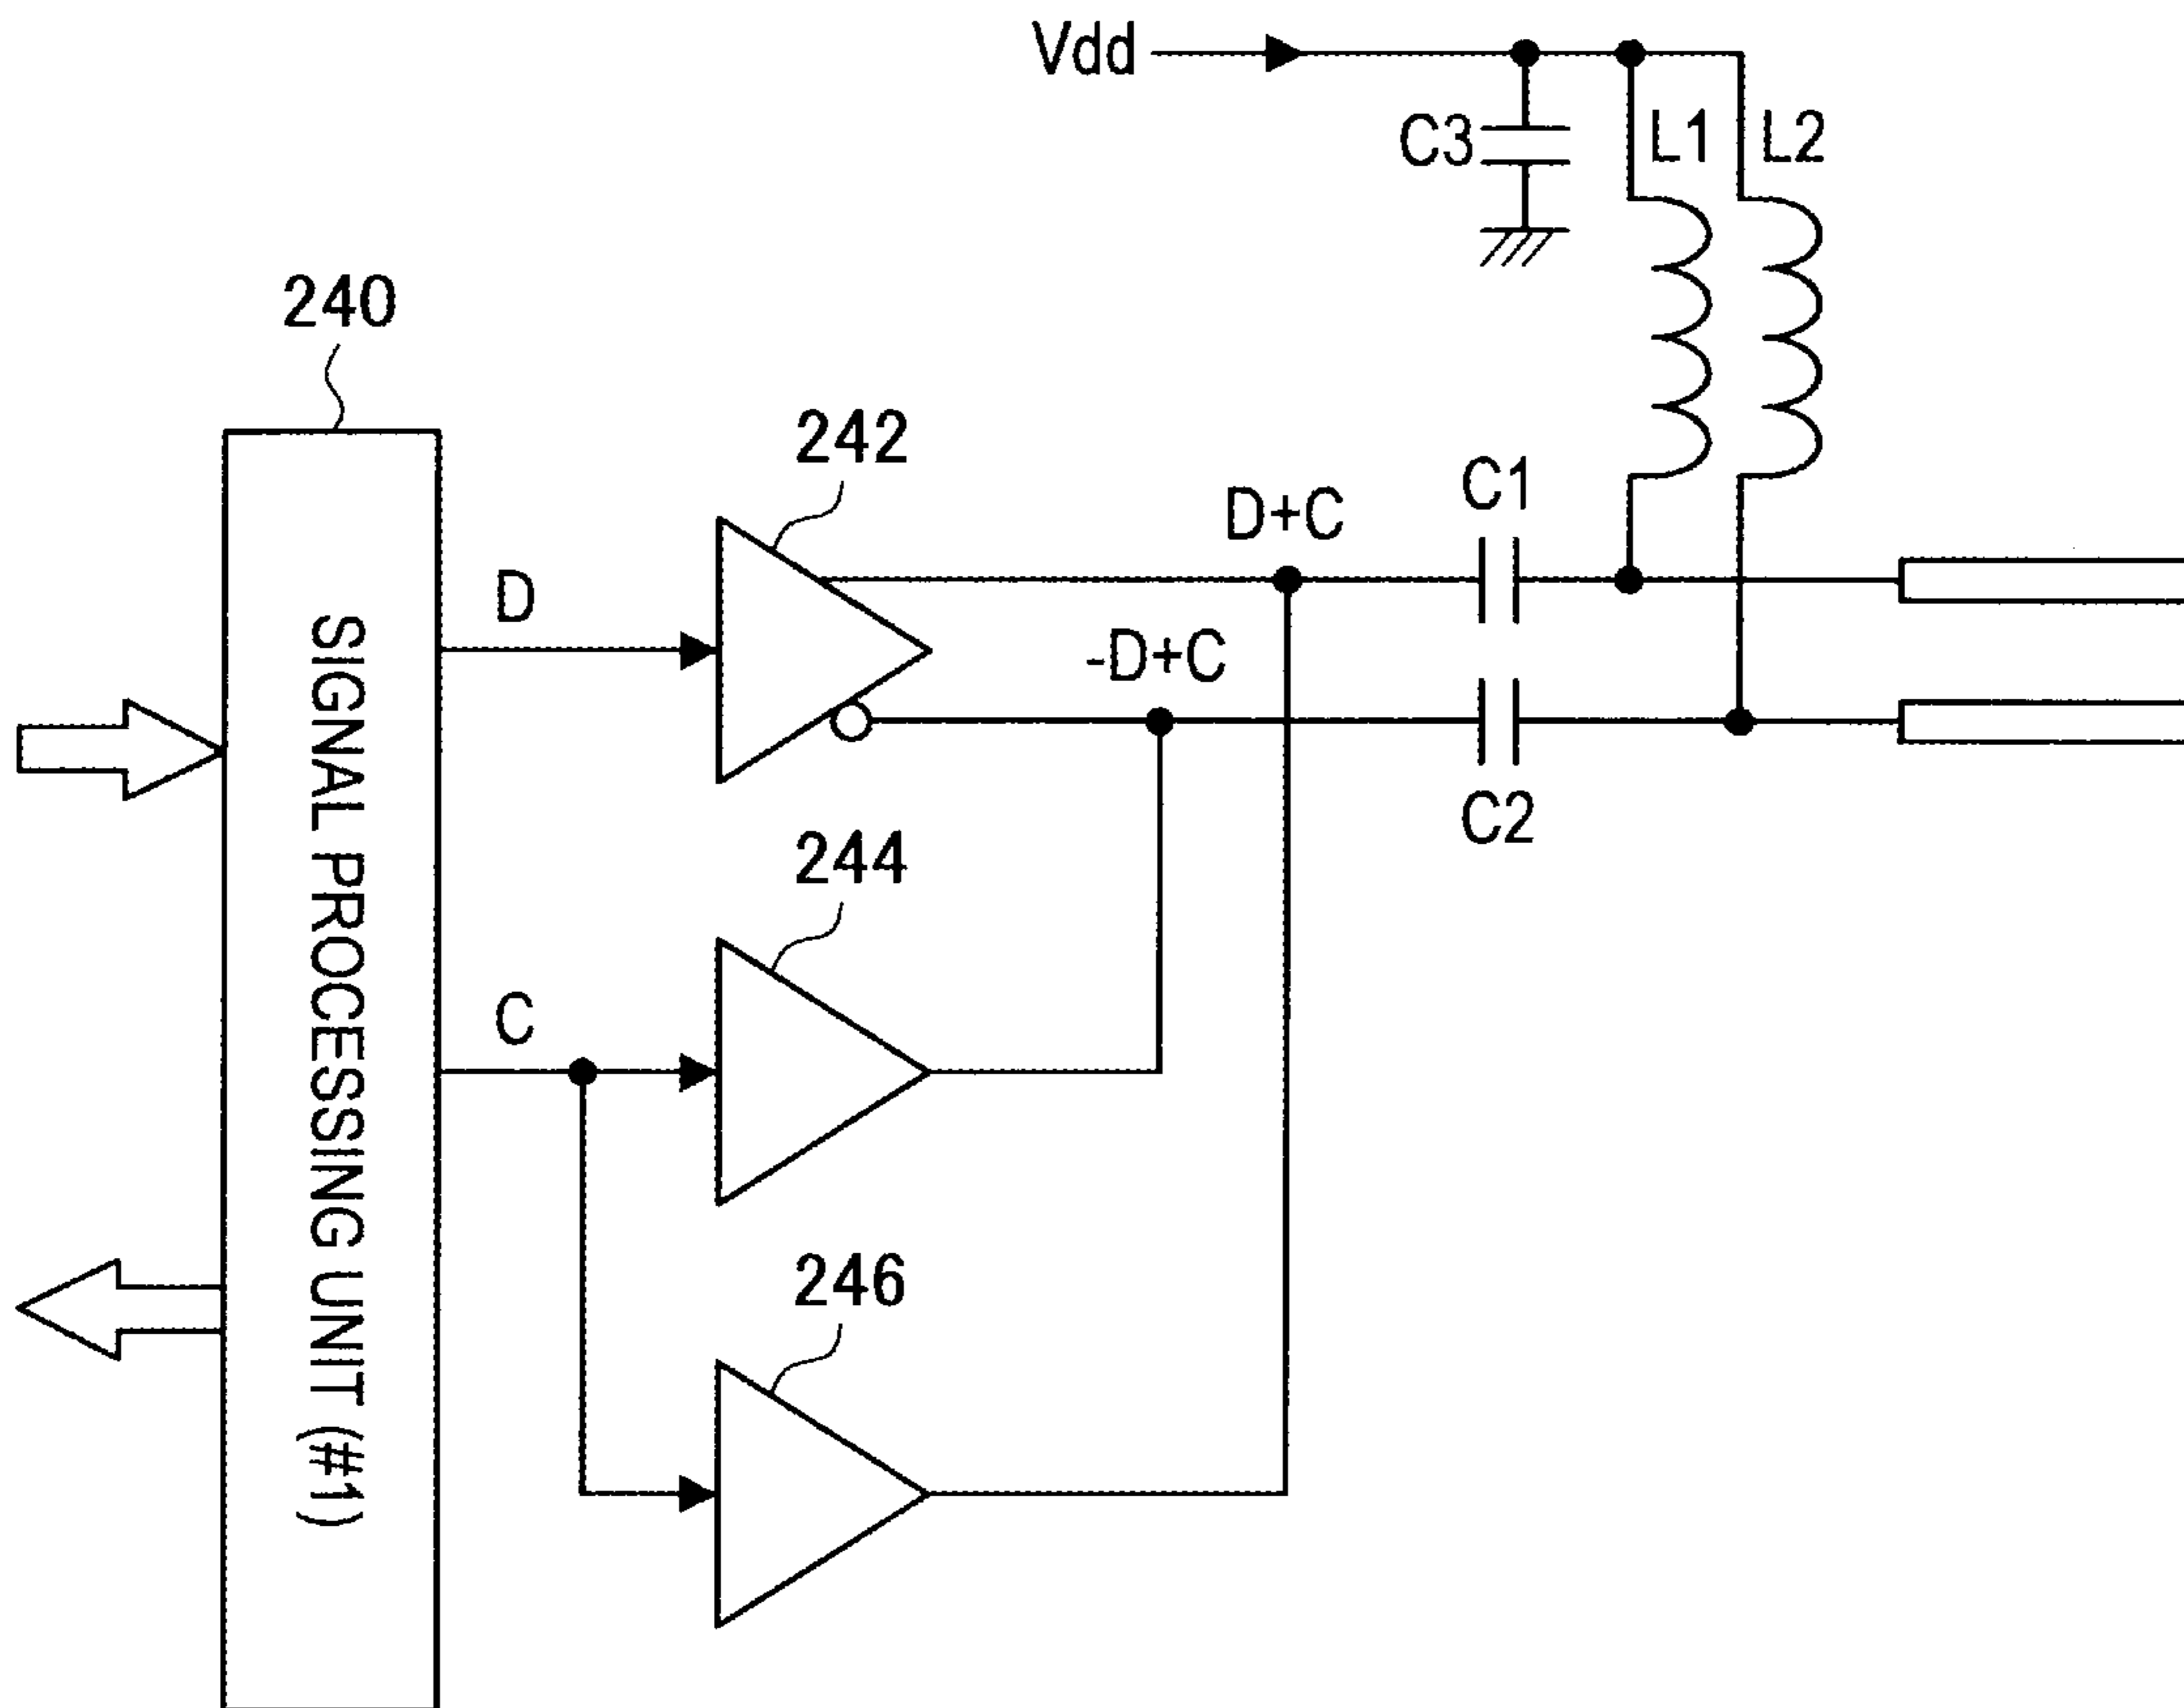 Vdd
C3
L1
L2
240
242
C1
D+C
D
-D+C
C2
244
C
246
SIGNAL PROCESSING UNIT (#1)